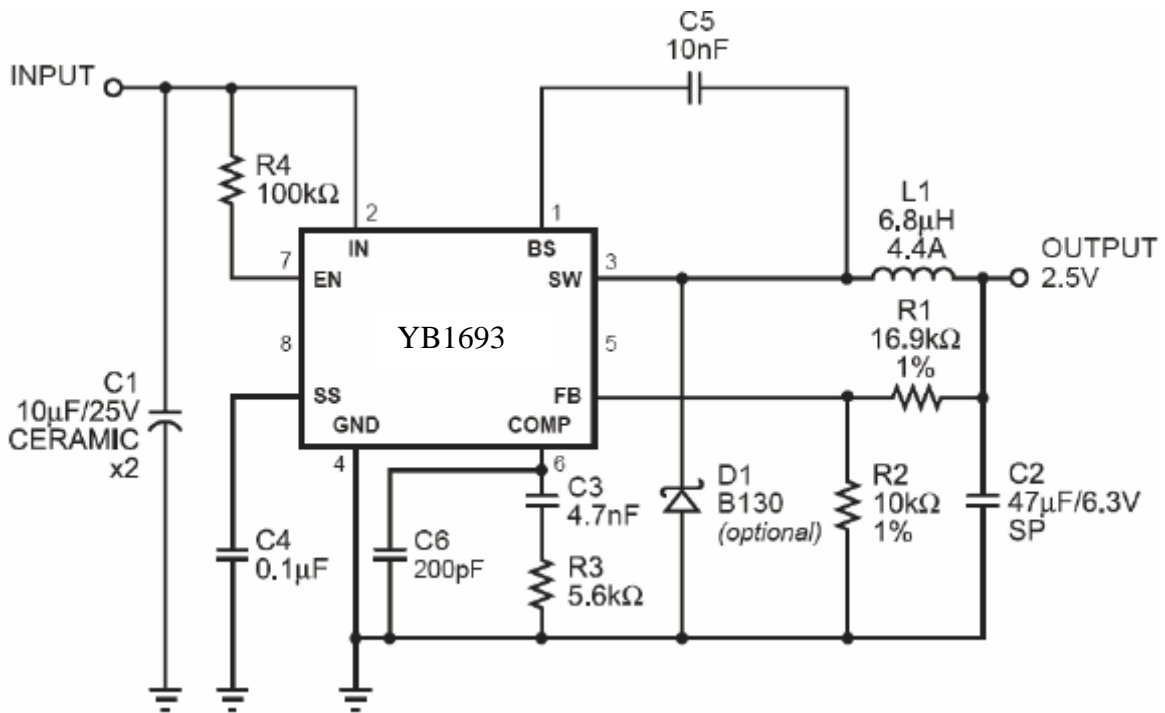 C5
10nF
INPUT
R4
100kΩ
2
1
IN
BS
L1
6.8μH
4.4A
OUTPUT
2.5V
7
EN
SW
3
YB1693
8
5
R1
16.9kΩ
1%
SS
FB
C1
10μF/25V
CERAMIC
x2
GND
COMP
4
6
C3
4.7nF
D1
B130
(optional)
R2
10kΩ
1%
C2
47μF/6.3V
SP
C4
0.1μF
C6
200pF
R3
5.6kΩ